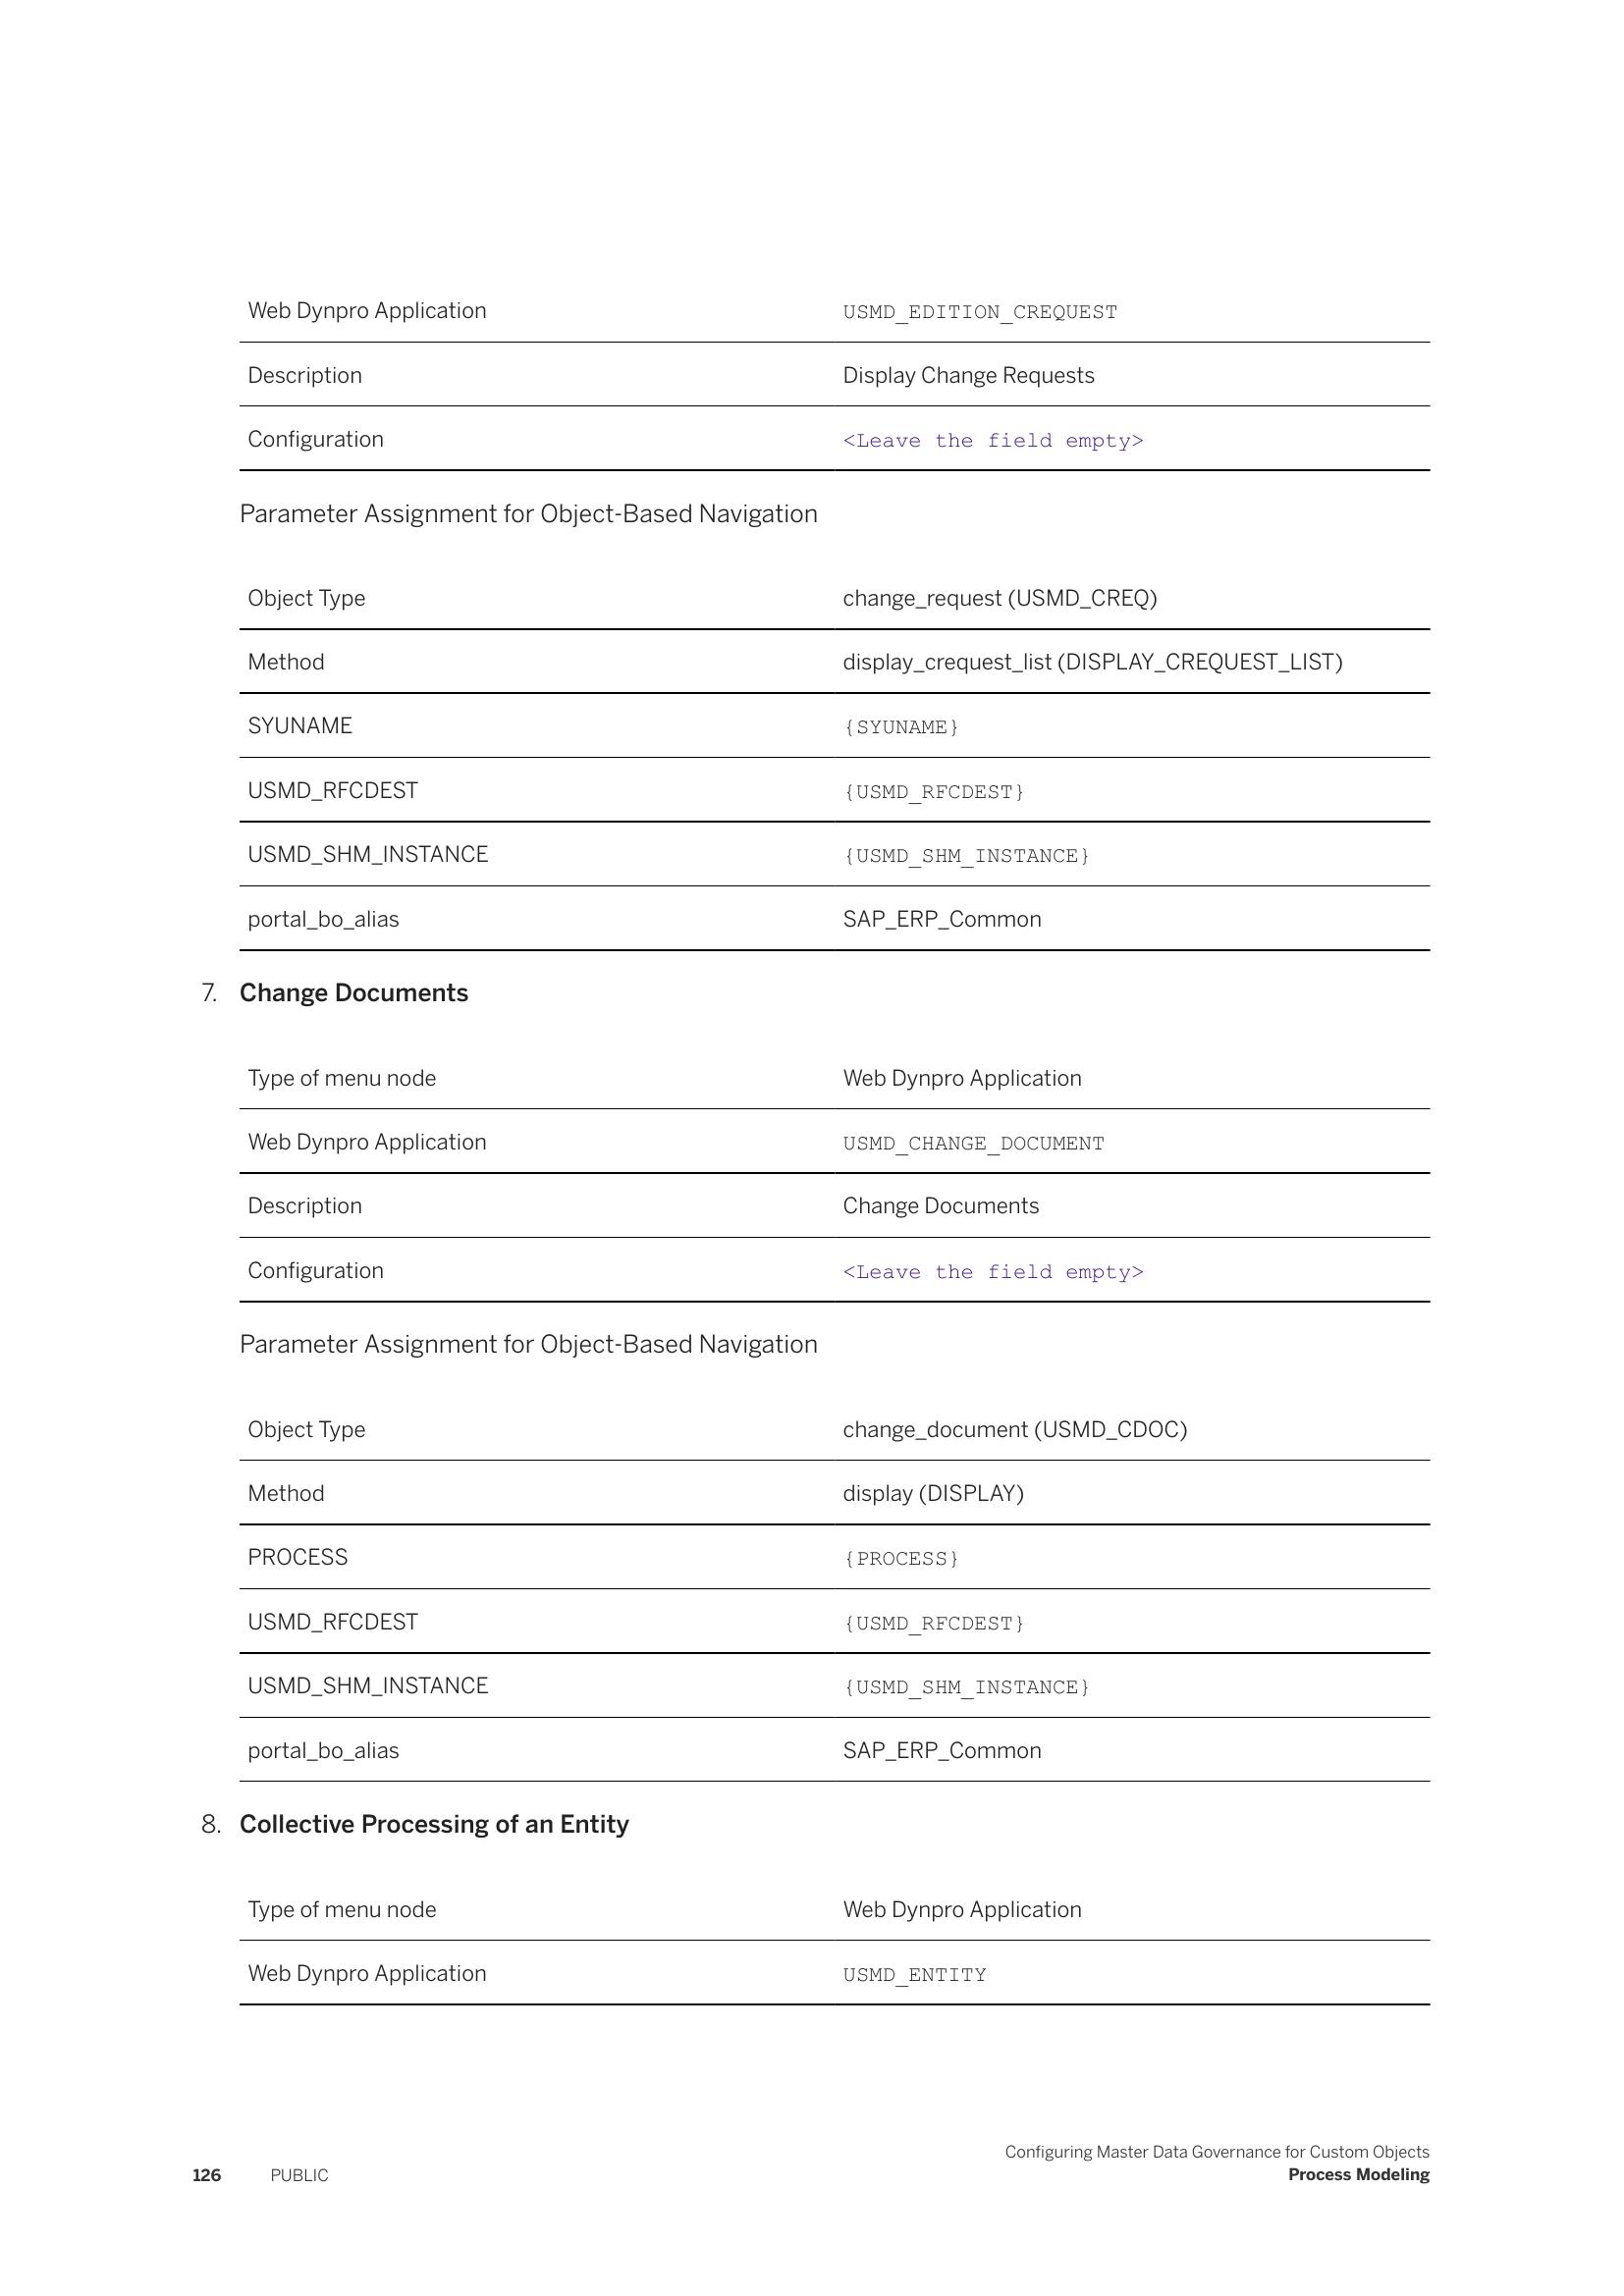 Web Dynpro Application USMD_EDITION_CREQUEST
Description Display Change Requests
Configuration <Leave the field empty>
Parameter Assignment for Object-Based Navigation
Object Type change_request (USMD_CREQ)
Method display_crequest_list (DISPLAY_CREQUEST_LIST)
SYUNAME {SYUNAME}
USMD_RFCDEST {USMD_RFCDEST}
USMD_SHM_INSTANCE {USMD_SHM_INSTANCE}
portal_bo_alias SAP_ERP_Common
7. Change Documents
Type of menu node Web Dynpro Application
Web Dynpro Application USMD_CHANGE_DOCUMENT
Description Change Documents
Configuration <Leave the field empty>
Parameter Assignment for Object-Based Navigation
Object Type change_document (USMD_CDOC)
Method display (DISPLAY)
PROCESS {PROCESS}
USMD_RFCDEST {USMD_RFCDEST}
USMD_SHM_INSTANCE {USMD_SHM_INSTANCE}
portal_bo_alias SAP_ERP_Common
8. Collective Processing of an Entity
Type of menu node Web Dynpro Application
Web Dynpro Application USMD_ENTITY
Configuring Master Data Governance for Custom Objects
126 PUBLIC Process Modeling